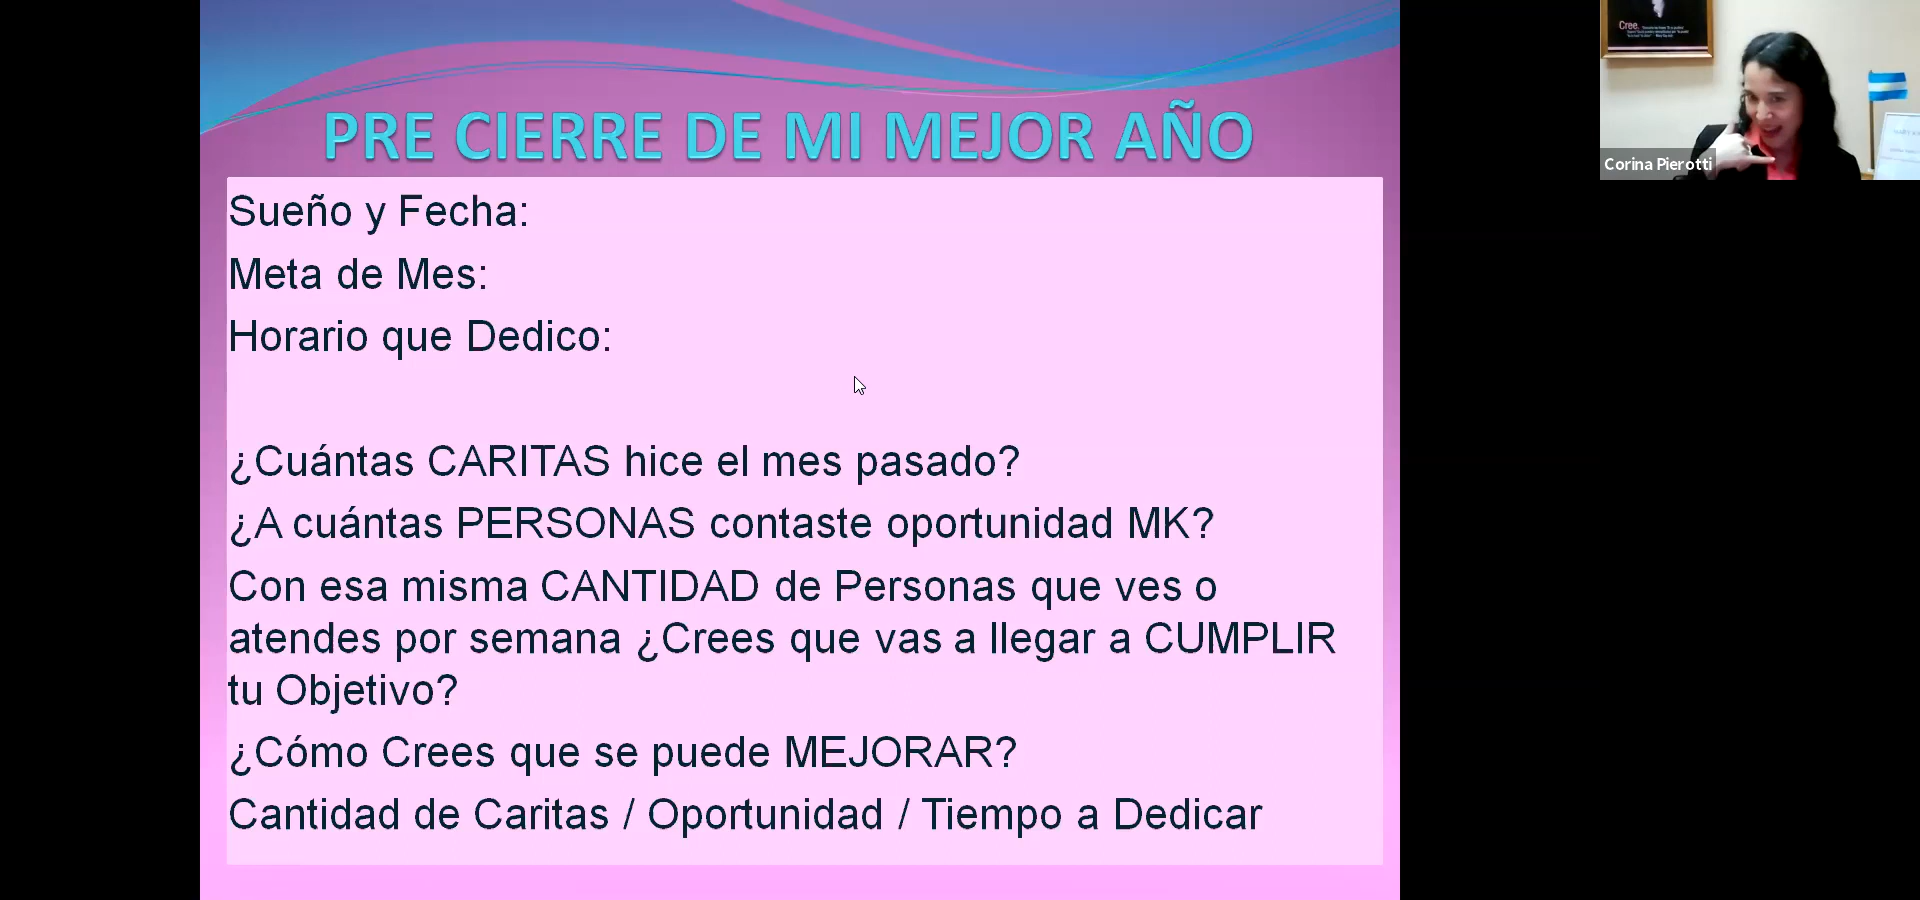 PRE CIERRE DE MI MEJOR AÑO
Sueño y Fecha:
Meta de Mes:
Horario que Dedico:
¿Cuántas CARITAS hice el mes pasado?
¿A cuántas PERSONAS contaste oportunidad MK?
Con esa misma CANTIDAD de Personas que ves o
atendes por semana ¿Crees que vas a llegar a CUMPLIR
tu Objetivo?
¿Cómo Crees que se puede MEJORAR?
Cantidad de Caritas / Oportunidad / Tiempo a Dedicar
Cree.
Corina Pierotti